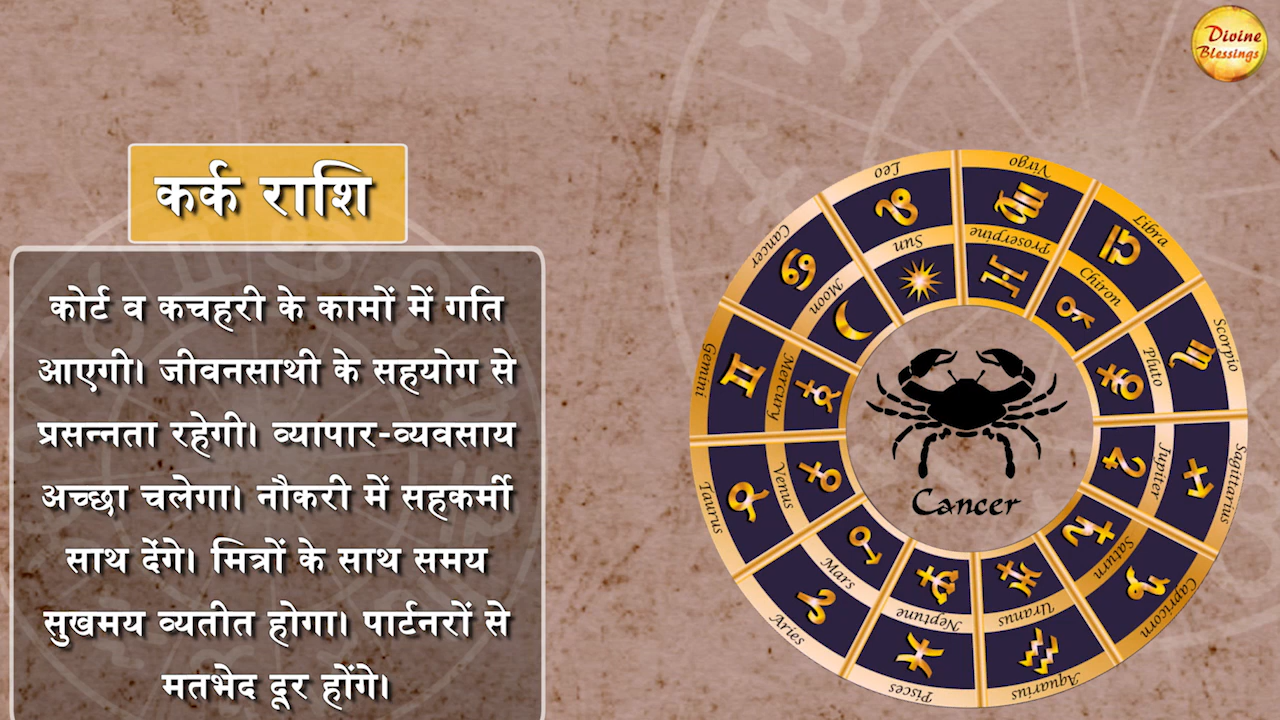 Divine
Blessings
कर्क राशि
कोर्ट व कचहरी के कामों में गति
आएगी। जीवनसाथी के सहयोग से
प्रसन्नता रहेगी। व्यापार-व्यवसाय
अच्छा चलेगा। नौकरी में सहकर्मी
साथ देंगे। मित्रों के साथ समय
सुखमय व्यतीत होगा। पार्टनरों से
मतभेद दूर होंगे।
Cancer
Leo
Virgo
Libra
Scorpio
Sagittarius
Capricorn
Aquarius
Pisces
Aries
Taurus
Gemini
Cancer
Sun
Proserpine
Chiron
Pluto
Jupiter
Saturn
Uranus
Neptune
Mars
Venus
Mercury
Moon